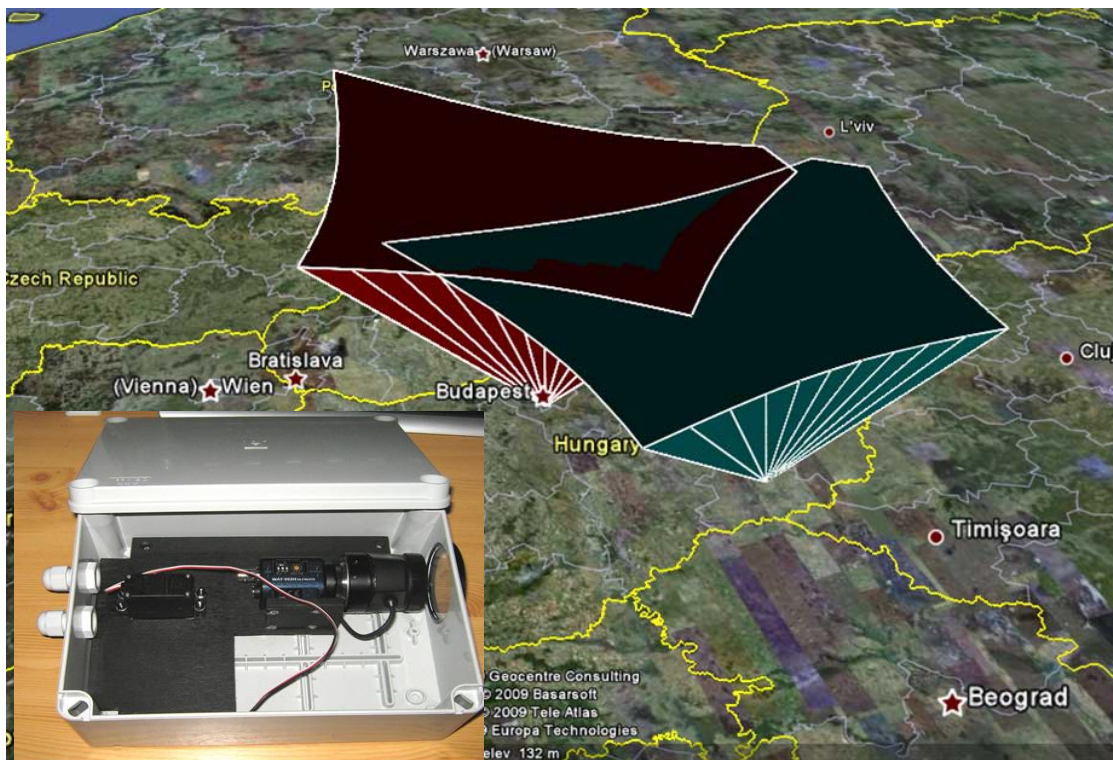 Warszawa (Warsaw)
L'viv
Czech Republic
Bratislava
(Vienna) Wien
Budapest
Cluj
Hungary
Timişoara
Beograd
Geocentre Consulting
© 2009 Basarsoft
© 2009 Tele Atlas
Europa Technologies
elev 132 m